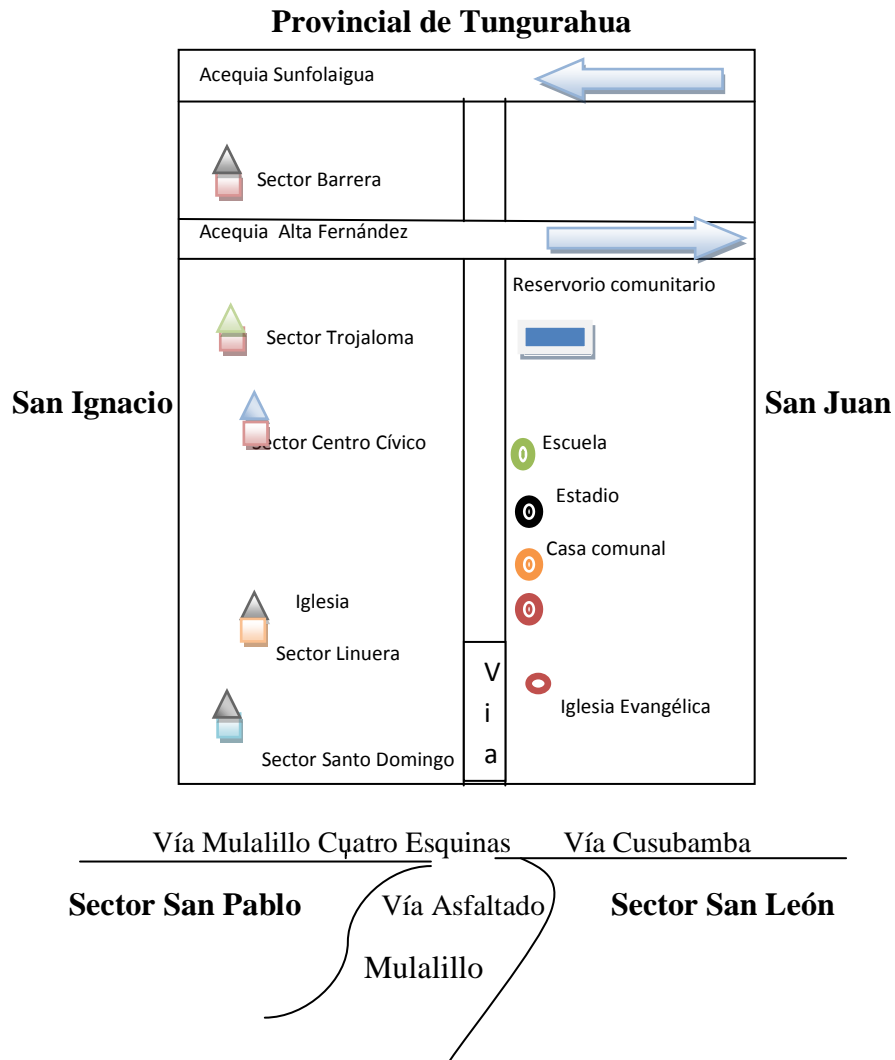 Provincial de Tungurahua
Acequia Sunfolaigua
Sector Barrera
Acequia Alta Fernández
Reservorio comunitario
Sector Trojaloma
San Ignacio
San Juan
Sector Centro Cívico
Escuela
Estadio
Casa comunal
Iglesia
Sector Linuera
V
i
a
Iglesia Evangélica
Sector Santo Domingo
Vía Mulalillo Cuatro Esquinas
Vía Cusubamba
Sector San Pablo
Vía Asfaltado
Sector San León
Mulalillo